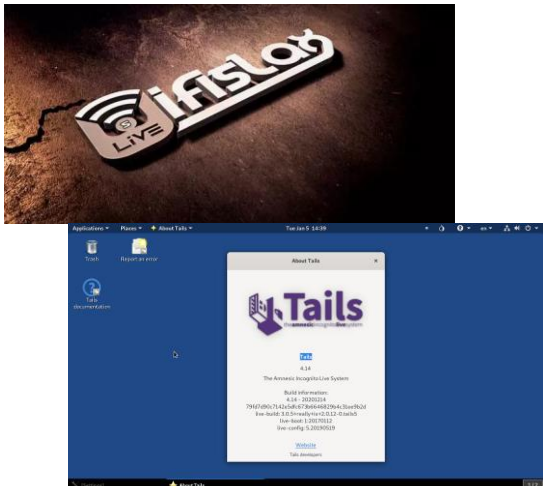 wifislax
LIVE
Applications Places About Tails Tue Jan 5 14:39 en
Trash
Report an error
Tails documentation
About Tails
Tails
theamnesicincognitolivesystem
Tails
4.14
The Amnesic Incognito Live System
Build information:
4.14 - 20201214
live-boot: 1:20170112
live-config: 5.20190519
Website
Tails developers
About Tails